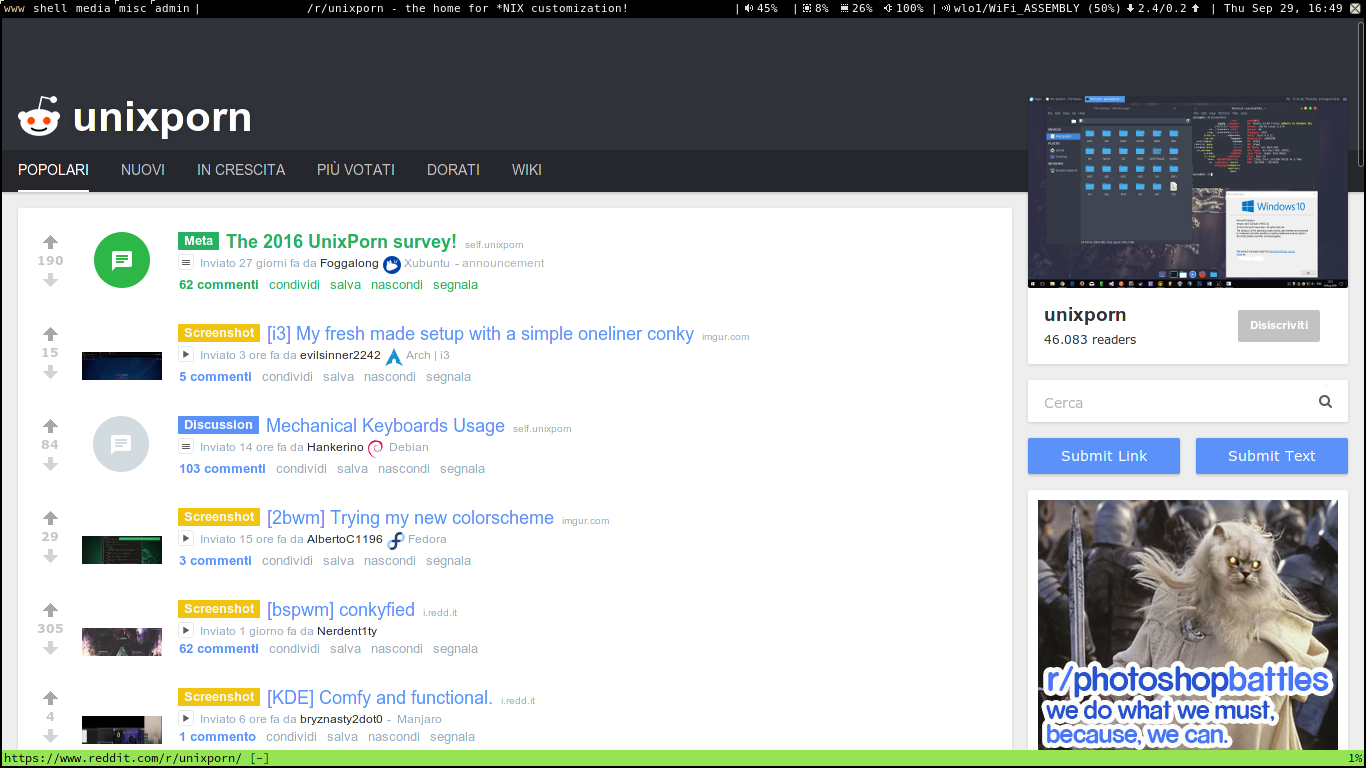 www shell media misc admin | /r/unixporn - the home for *NIX customization! | 45% | 8% 26% 100% | wlo1/WiFi_ASSEMBLY (50%) 2.4/0.2 | Thu Sep 29, 16:49
unixporn
POPOLARI NUOVI IN CRESCITA PIÙ VOTATI DORATI WIKI
190
Meta The 2016 UnixPorn survey! self.unixporn
Inviato 27 giorni fa da Foggalong Xubuntu - announcement
62 commenti condividi salva nascondi segnala
15
Screenshot [i3] My fresh made setup with a simple oneliner conky imgur.com
Inviato 3 ore fa da evilsinner2242 Arch | i3
5 commenti condividi salva nascondi segnala
84
Discussion Mechanical Keyboards Usage self.unixporn
Inviato 14 ore fa da Hankerino Debian
103 commenti condividi salva nascondi segnala
29
Screenshot [2bwm] Trying my new colorscheme imgur.com
Inviato 15 ore fa da AlbertoC1196 Fedora
3 commenti condividi salva nascondi segnala
305
Screenshot [bspwm] conkyfied i.redd.it
Inviato 1 giorno fa da Nerdent1ty
62 commenti condividi salva nascondi segnala
4
Screenshot [KDE] Comfy and functional. i.redd.it
Inviato 6 ore fa da bryznasty2dot0 - Manjaro
1 commento condividi salva nascondi segnala
Windows 10
unixporn
46.083 readers
Disiscriviti
Cerca
Submit Link Submit Text
r/photoshopbattles
we do what we must,
because, we can.
https://www.reddit.com/r/unixporn/ [-] 1%